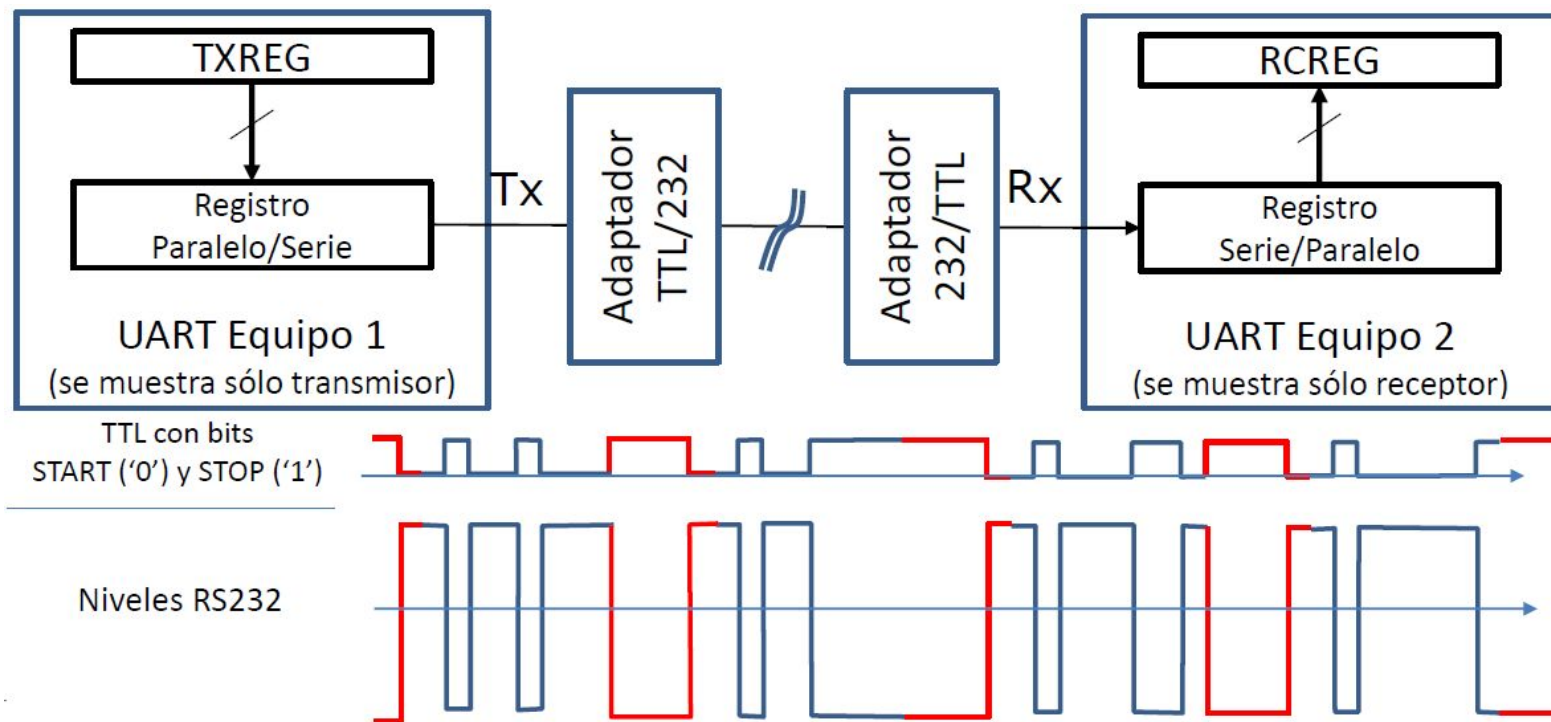 TXREG
Registro
Paralelo/Serie
UART Equipo 1
(se muestra sólo transmisor)
Tx
Adaptador
TTL/232
Adaptador
232/TTL
Rx
RCREG
Registro
Serie/Paralelo
UART Equipo 2
(se muestra sólo receptor)
TTL con bits
START (‘0’) y STOP (‘1’)
Niveles RS232